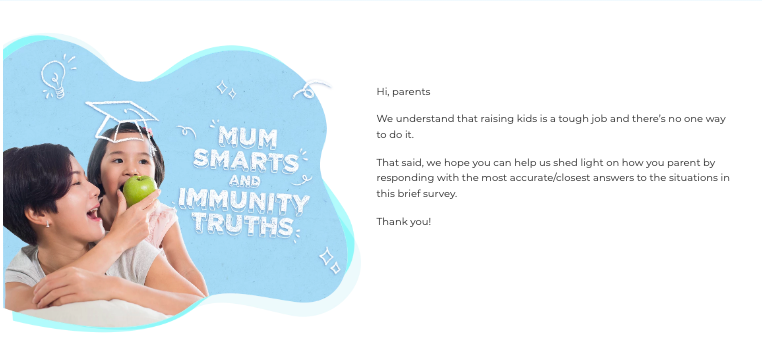 MUM
SMARTS
AND
IMMUNITY
TRUTHS
Hi, parents
We understand that raising kids is a tough job and there's no one way
to do it.
That said, we hope you can help us shed light on how you parent by
responding with the most accurate/closest answers to the situations in
this brief survey.
Thank you!